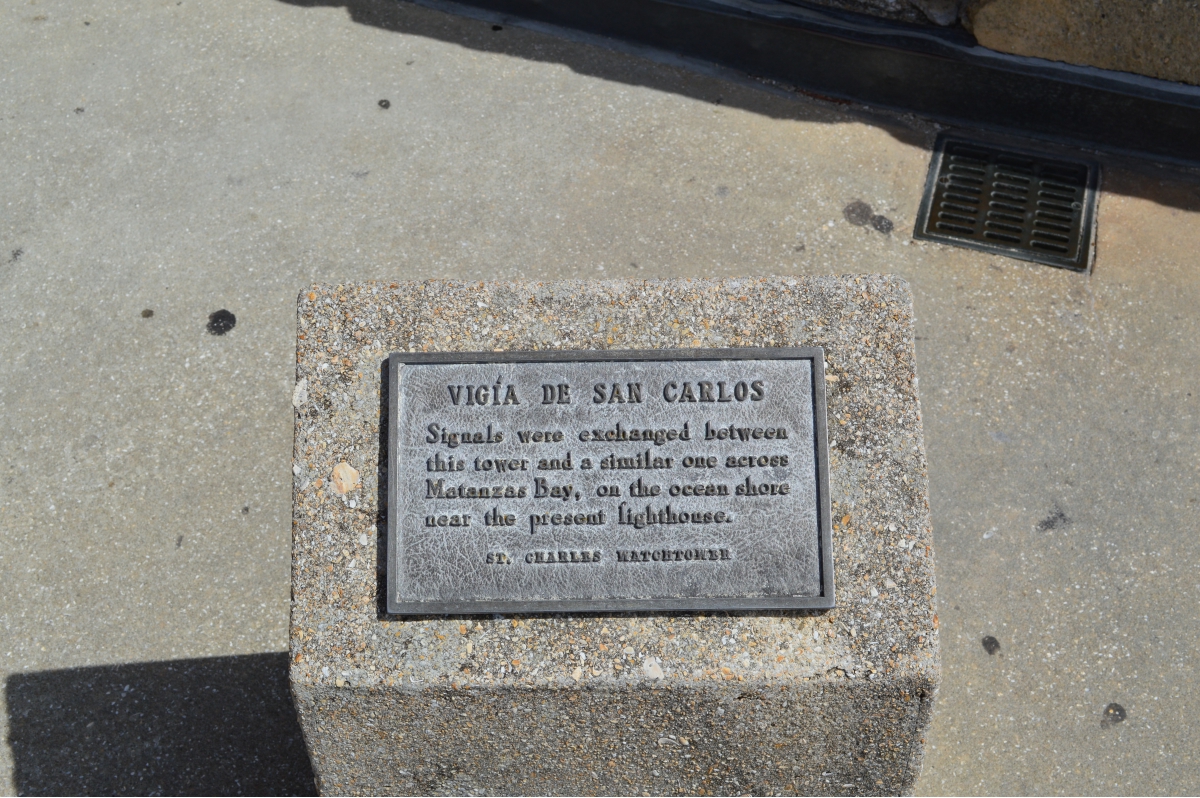 VIGÍA DE SAN CARLOS
Signals were exchanged between
this tower and a similar one across
Matanzas Bay, on the ocean shore
near the present lighthouse.
ST. CHARLES WATCHTOWER